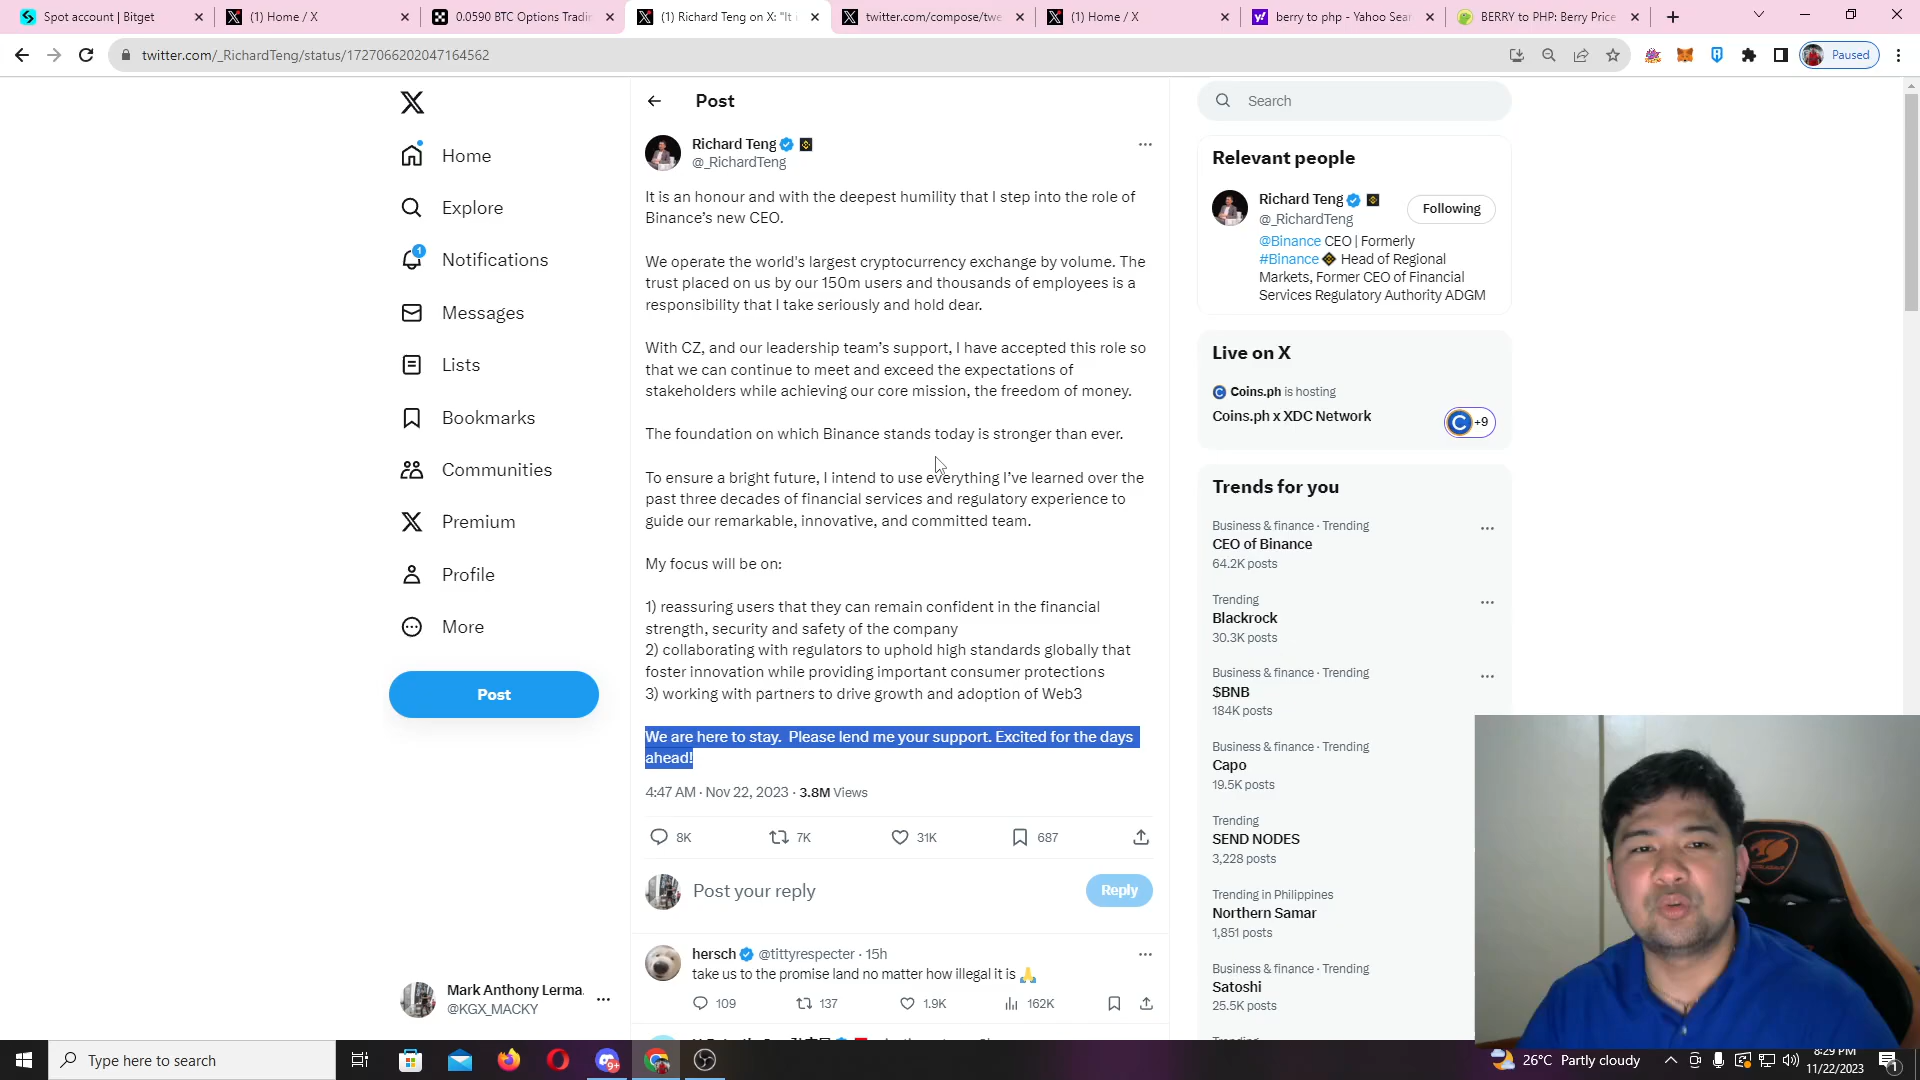 Spot account | Bitget
(1) Home / X
0.0590 BTC Options Tradin
(1) Richard Teng on X: "It i
twitter.com/compose/twe
(1) Home / X
berry to php - Yahoo Sear
BERRY to PHP: Berry Price
twitter.com/_RichardTeng/status/1727066202047164562
Paused
Home
Explore
1
Notifications
Messages
Lists
Bookmarks
Communities
Premium
Profile
More
Post
Mark Anthony Lerma
@KGX_MACKY
Post
Richard Teng
@_RichardTeng
It is an honour and with the deepest humility that I step into the role of
Binance’s new CEO.
We operate the world's largest cryptocurrency exchange by volume. The
trust placed on us by our 150m users and thousands of employees is a
responsibility that I take seriously and hold dear.
With CZ, and our leadership team’s support, I have accepted this role so
that we can continue to meet and exceed the expectations of
stakeholders while achieving our core mission, the freedom of money.
The foundation on which Binance stands today is stronger than ever.
To ensure a bright future, I intend to use everything I’ve learned over the
past three decades of financial services and regulatory experience to
guide our remarkable, innovative, and committed team.
My focus will be on:
1) reassuring users that they can remain confident in the financial
strength, security and safety of the company
2) collaborating with regulators to uphold high standards globally that
foster innovation while providing important consumer protections
3) working with partners to drive growth and adoption of Web3
We are here to stay.  Please lend me your support. Excited for the days
ahead!
4:47 AM · Nov 22, 2023 · 3.8M Views
8K 7K 31K 687
Post your reply
Reply
hersch @tittyrespecter · 15h
take us to the promise land no matter how illegal it is 🙏
109 137 1.9K 162K
Search
Relevant people
Richard Teng
@_RichardTeng
Following
@Binance CEO | Formerly
#Binance Head of Regional
Markets, Former CEO of Financial
Services Regulatory Authority ADGM
Live on X
Coins.ph is hosting
Coins.ph x XDC Network
+9
Trends for you
Business & finance · Trending
CEO of Binance
64.2K posts
Trending
Blackrock
30.3K posts
Business & finance · Trending
$BNB
184K posts
Business & finance · Trending
Capo
19.5K posts
Trending
SEND NODES
3,228 posts
Trending in Philippines
Northern Samar
1,851 posts
Business & finance · Trending
Satoshi
25.5K posts
Type here to search
9+
26°C Partly cloudy
8:29 PM
11/22/2023
1